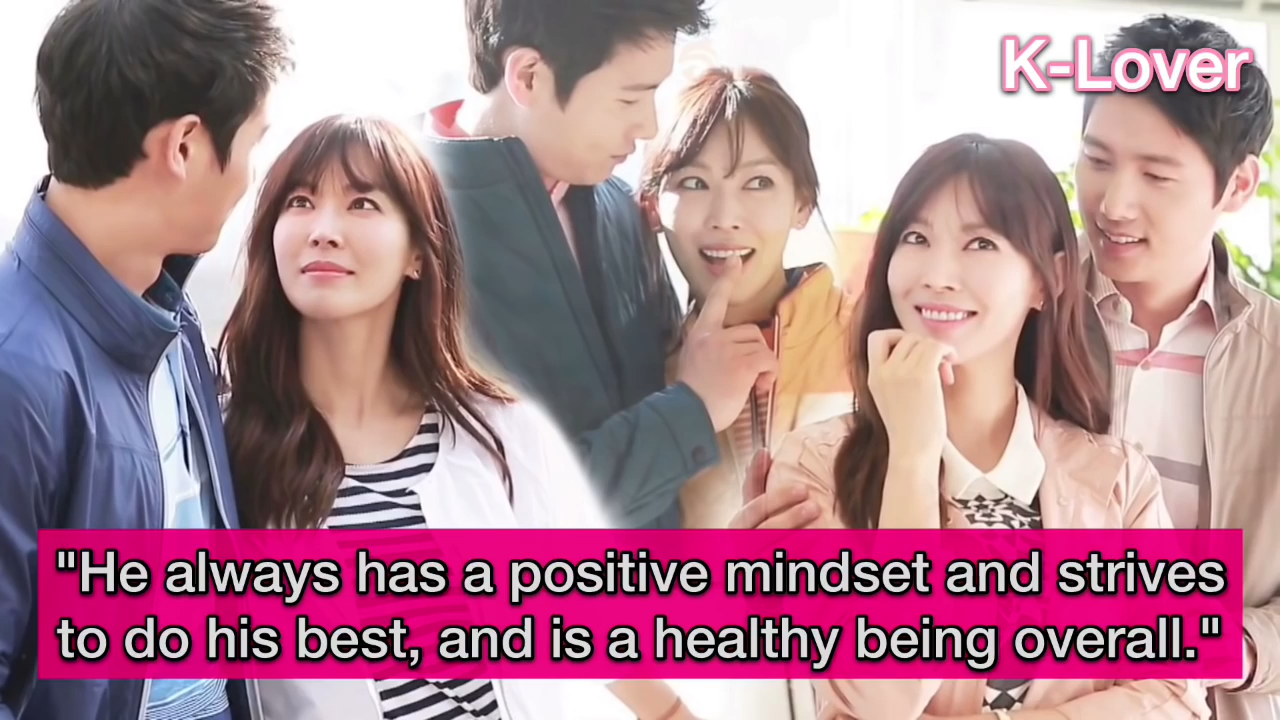 K-Lover
"He always has a positive mindset and strives
to do his best, and is a healthy being overall."